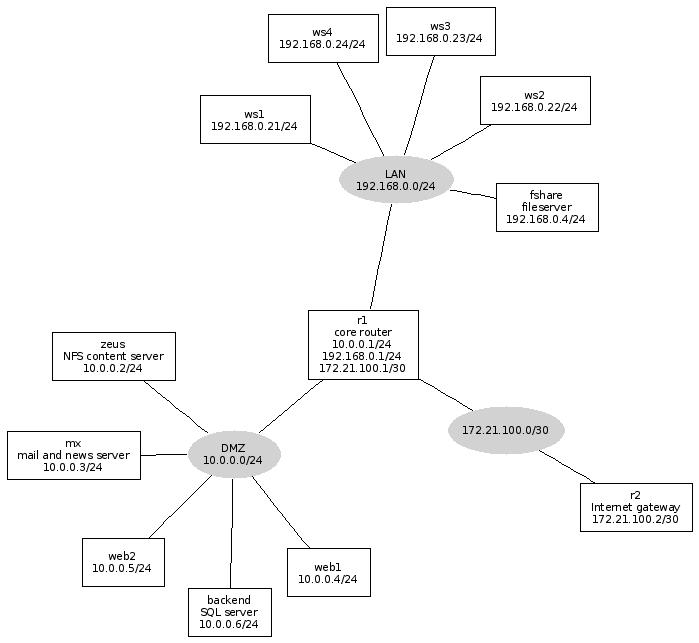 ws4
192.168.0.24/24
ws3
192.168.0.23/24
ws1
192.168.0.21/24
ws2
192.168.0.22/24
LAN
192.168.0.0/24
fshare
fileserver
192.168.0.4/24
r1
core router
10.0.0.1/24
192.168.0.1/24
172.21.100.1/30
zeus
NFS content server
10.0.0.2/24
172.21.100.0/30
mx
mail and news server
10.0.0.3/24
DMZ
10.0.0.0/24
r2
Internet gateway
172.21.100.2/30
web2
10.0.0.5/24
web1
10.0.0.4/24
backend
SQL server
10.0.0.6/24